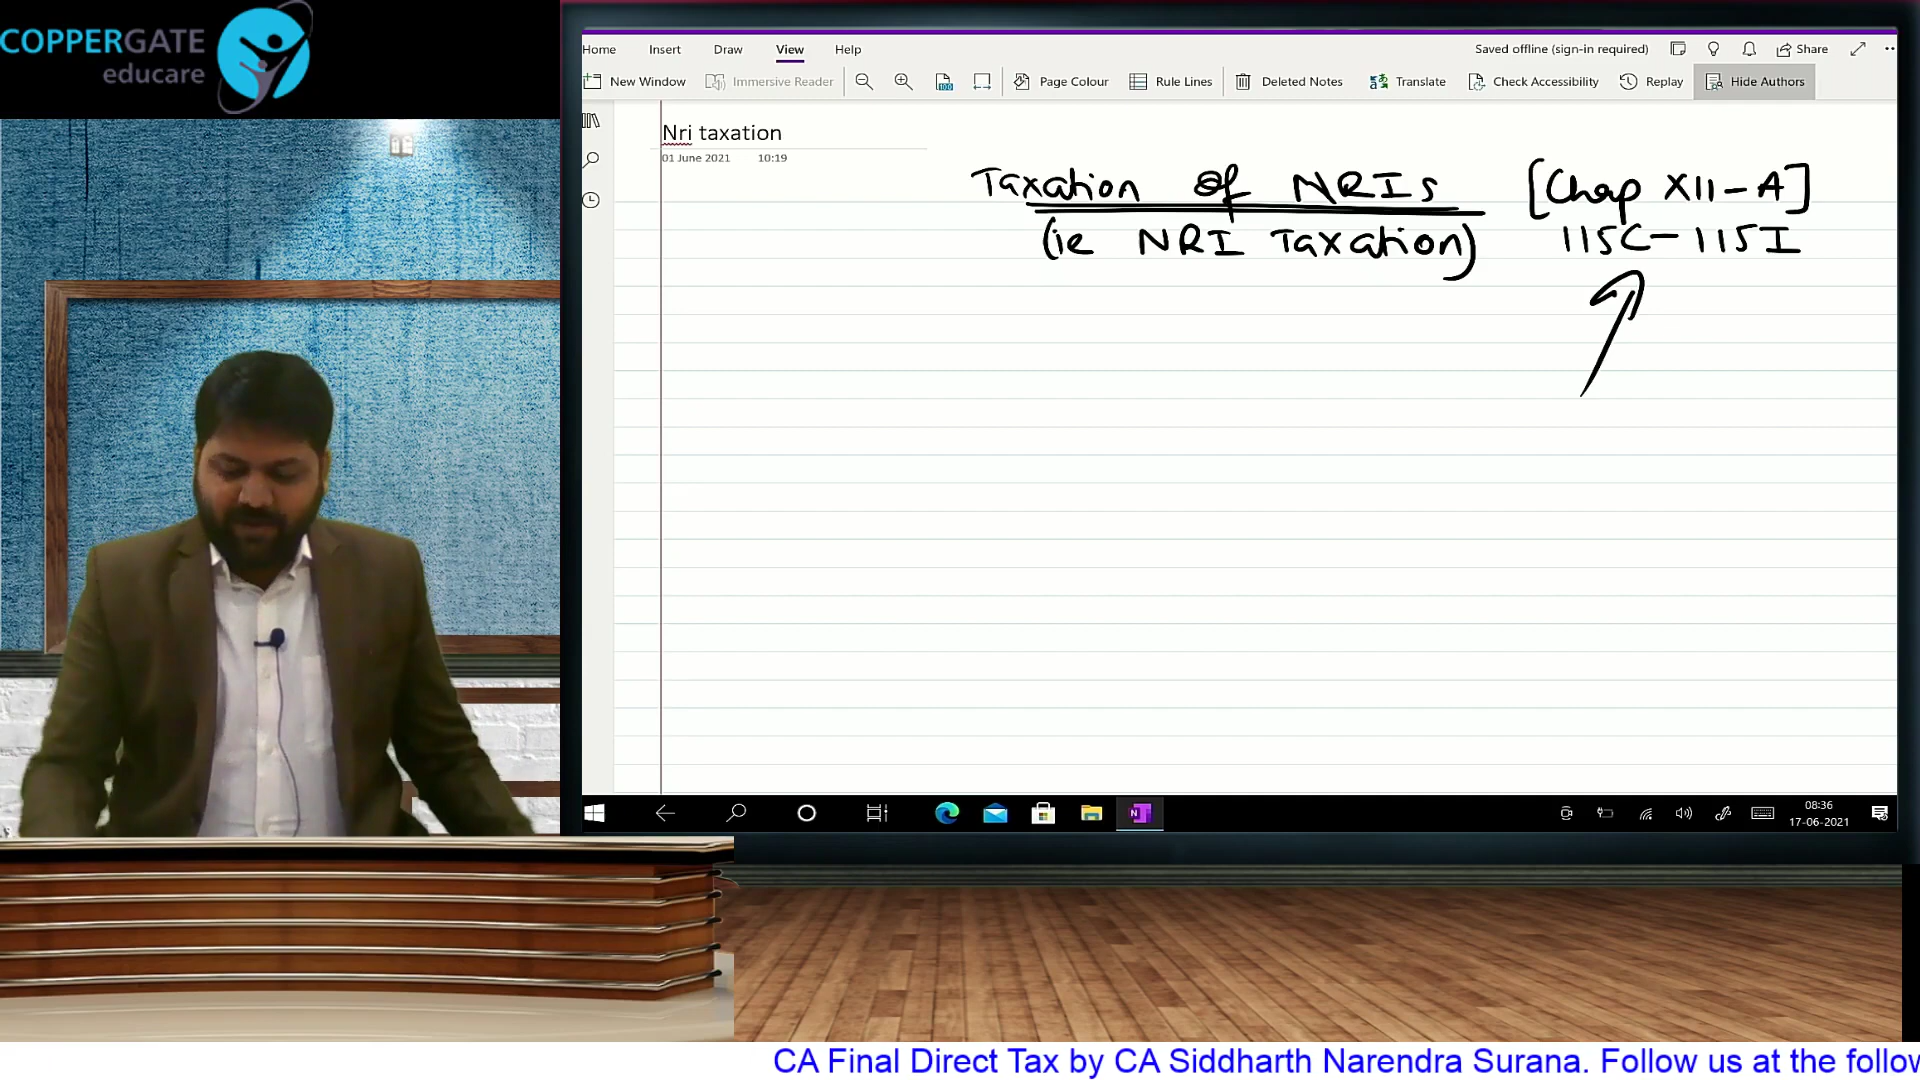 COPPERGATE
educare
Home Insert Draw View Help
Saved offline (sign-in required) Share
New Window Immersive Reader 100 Page Colour Rule Lines Deleted Notes Translate Check Accessibility Replay Hide Authors
Nri taxation
01 June 2021 10:19
Taxation of NRIs [Chap XII-A]
(ie NRI Taxation) 115C-115I
08:36
17-06-2021
CA Final Direct Tax by CA Siddharth Narendra Surana. Follow us at the follow